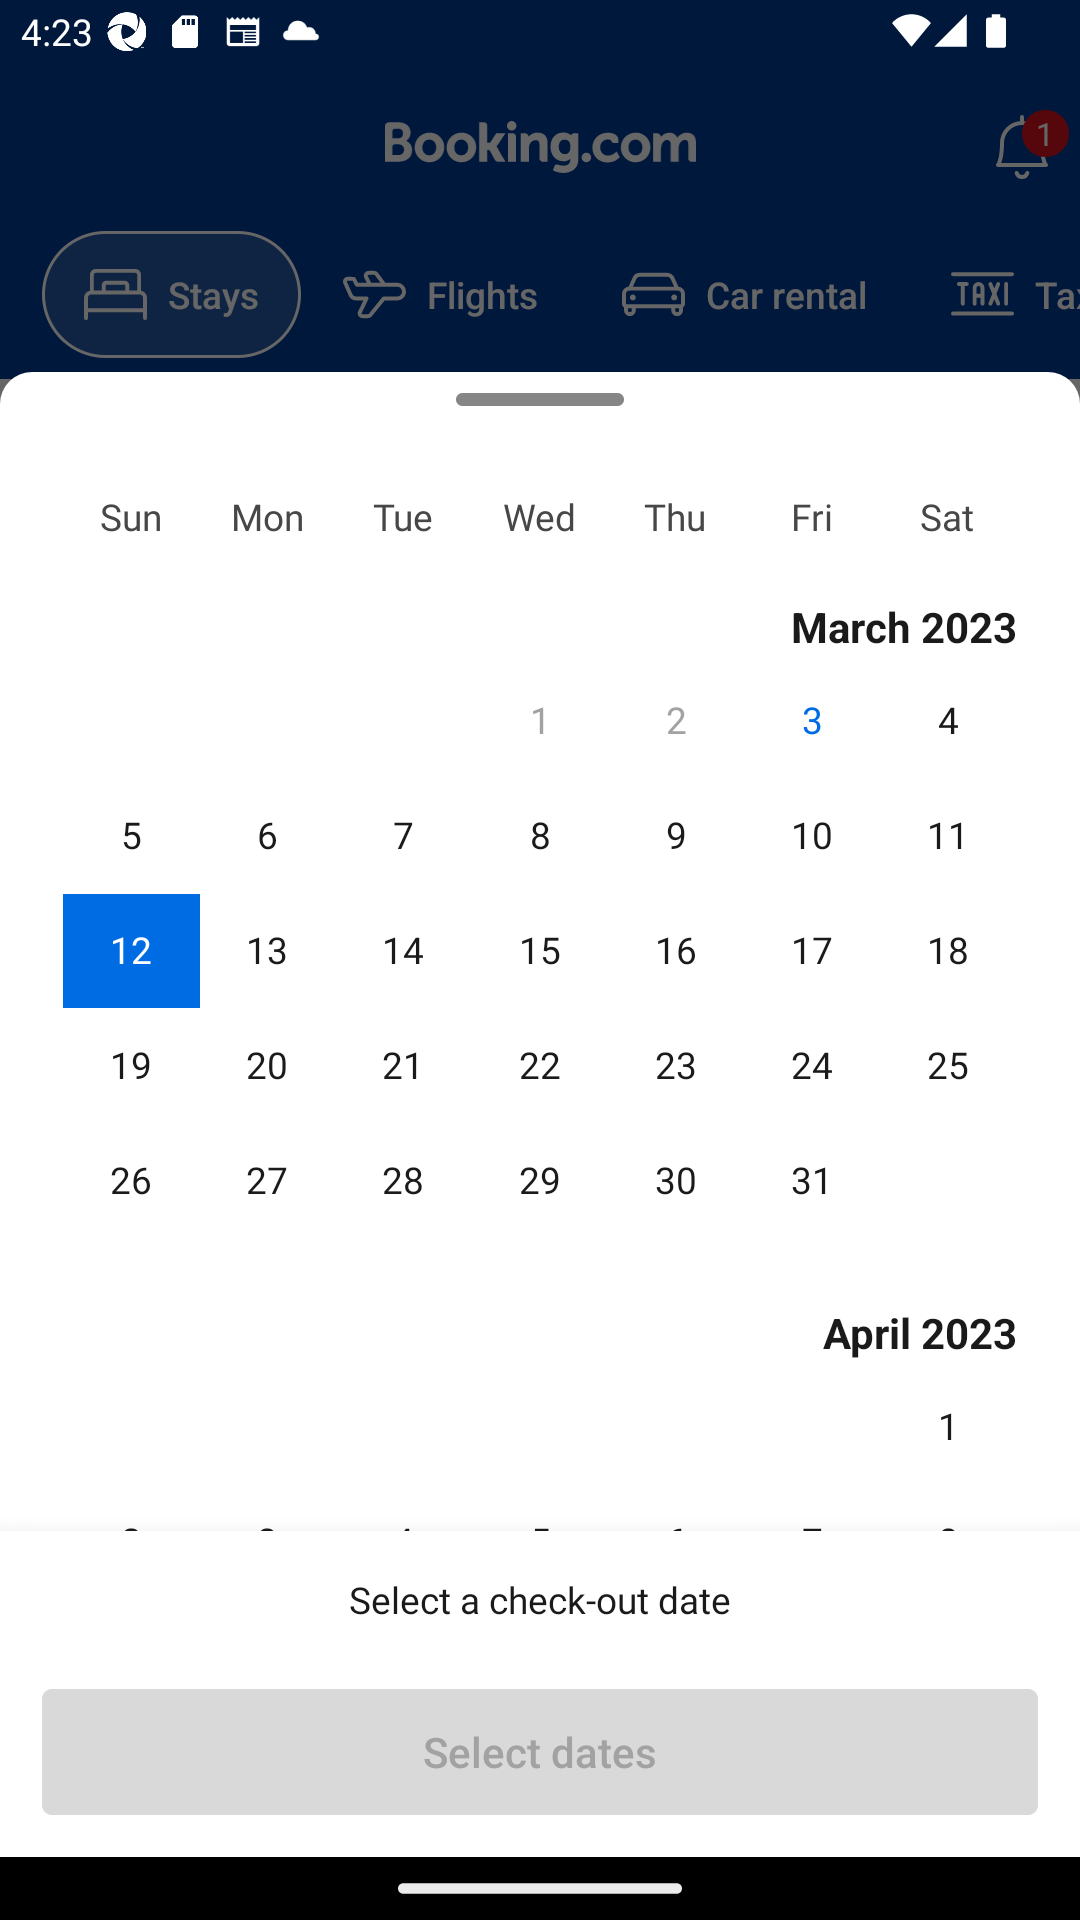 4:23
Booking.com
1
Stays Flights Car rental TAXI Tax
Sun Mon Tue Wed Thu Fri Sat
March 2023
1 2 3 4
5 6 7 8 9 10 11
12 13 14 15 16 17 18
19 20 21 22 23 24 25
26 27 28 29 30 31
April 2023
1
Select a check-out date
Select dates